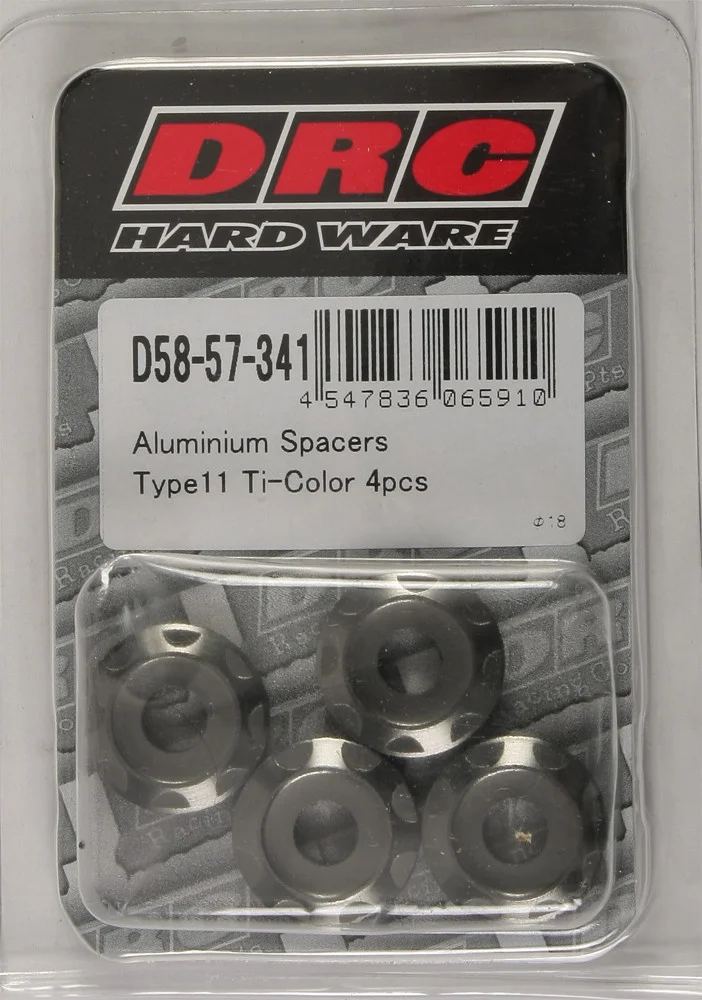 DRC
HARD WARE
D58-57-341
4 547836 065910
Aluminium Spacers
Type11 Ti-Color 4pcs
Φ18